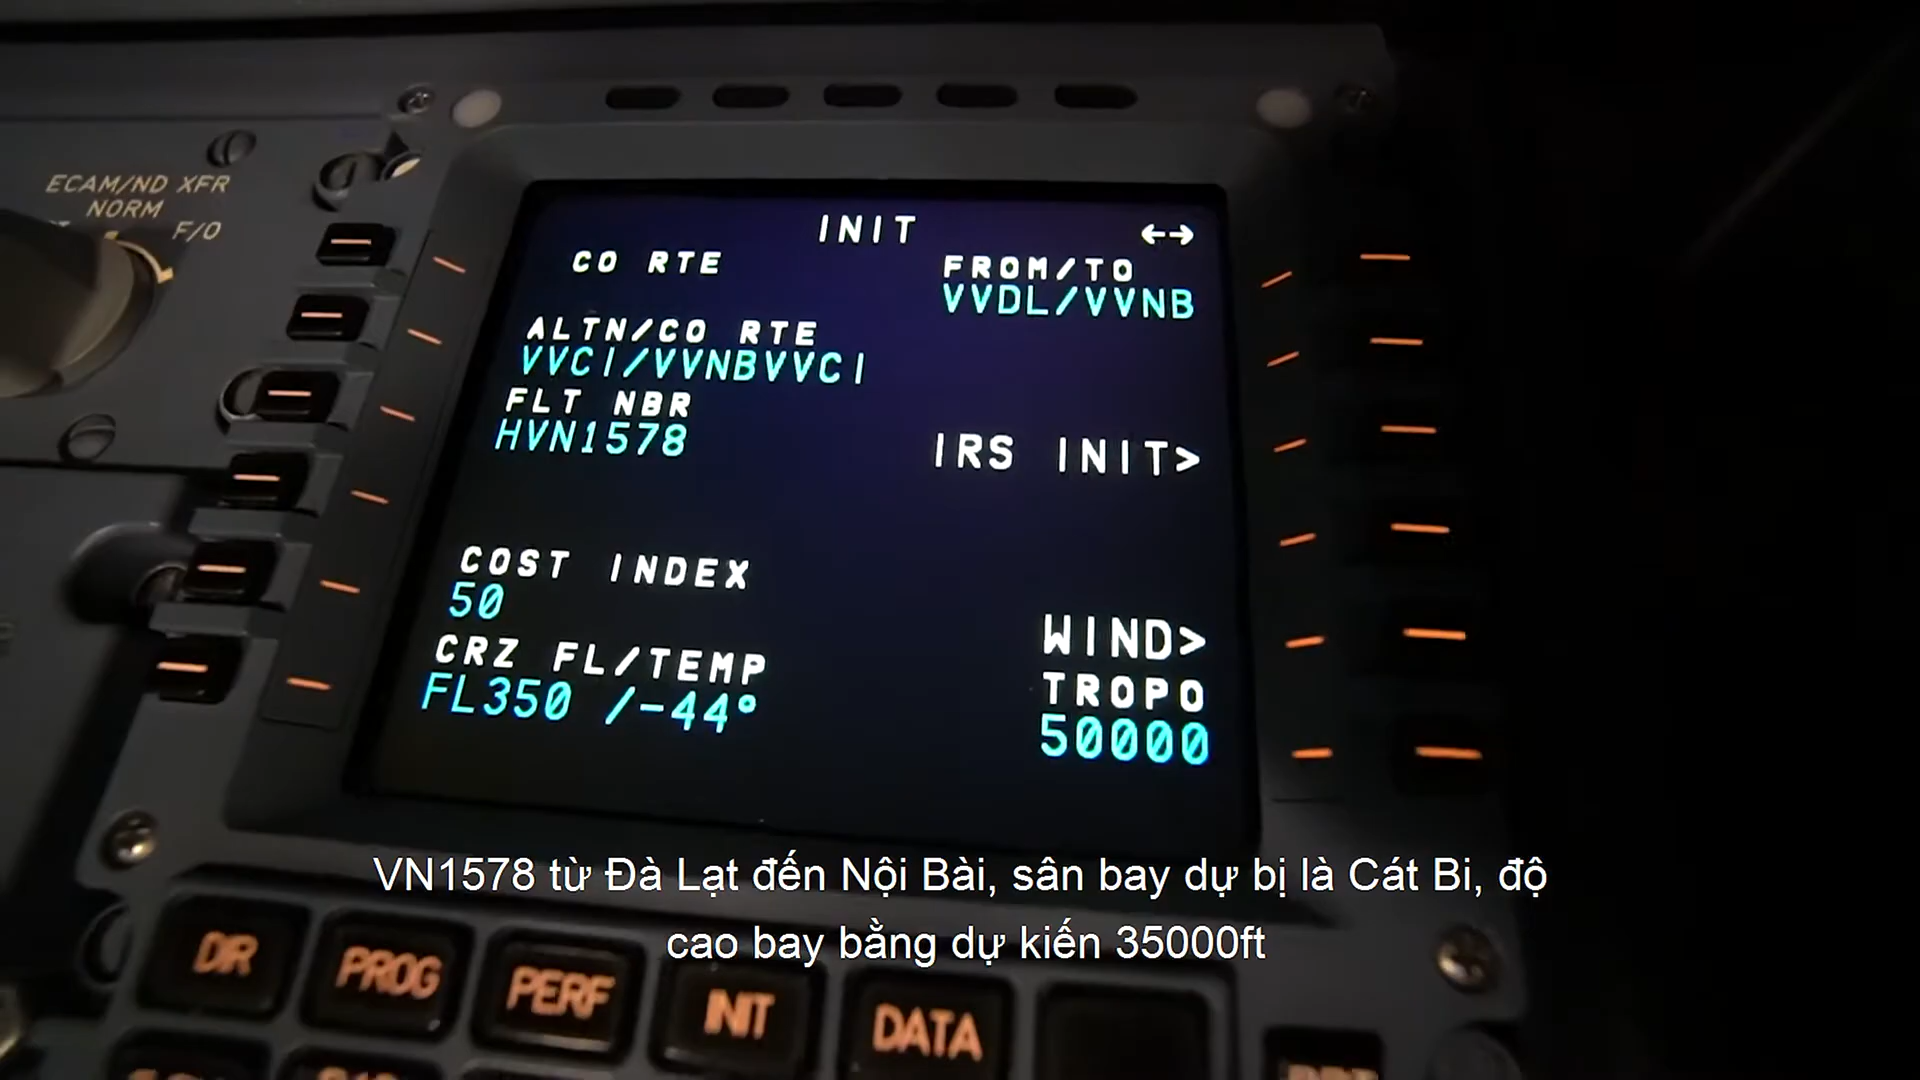 ECAM/ND XFR
NORM
F/O
INIT
CO RTE
FROM/TO
VVDL/VVNB
ALTN/CO RTE
VVCI/VVNBVVCI
FLT NBR
HVN1578
IRS INIT>
COST INDEX
50
WIND>
CRZ FL/TEMP
FL350 /-44°
TROPO
50000
VN1578 từ Đà Lạt đến Nội Bài, sân bay dự bị là Cát Bi, độ
cao bay bằng dự kiến 35000ft
DIR
PROG
PERF
INIT
DATA